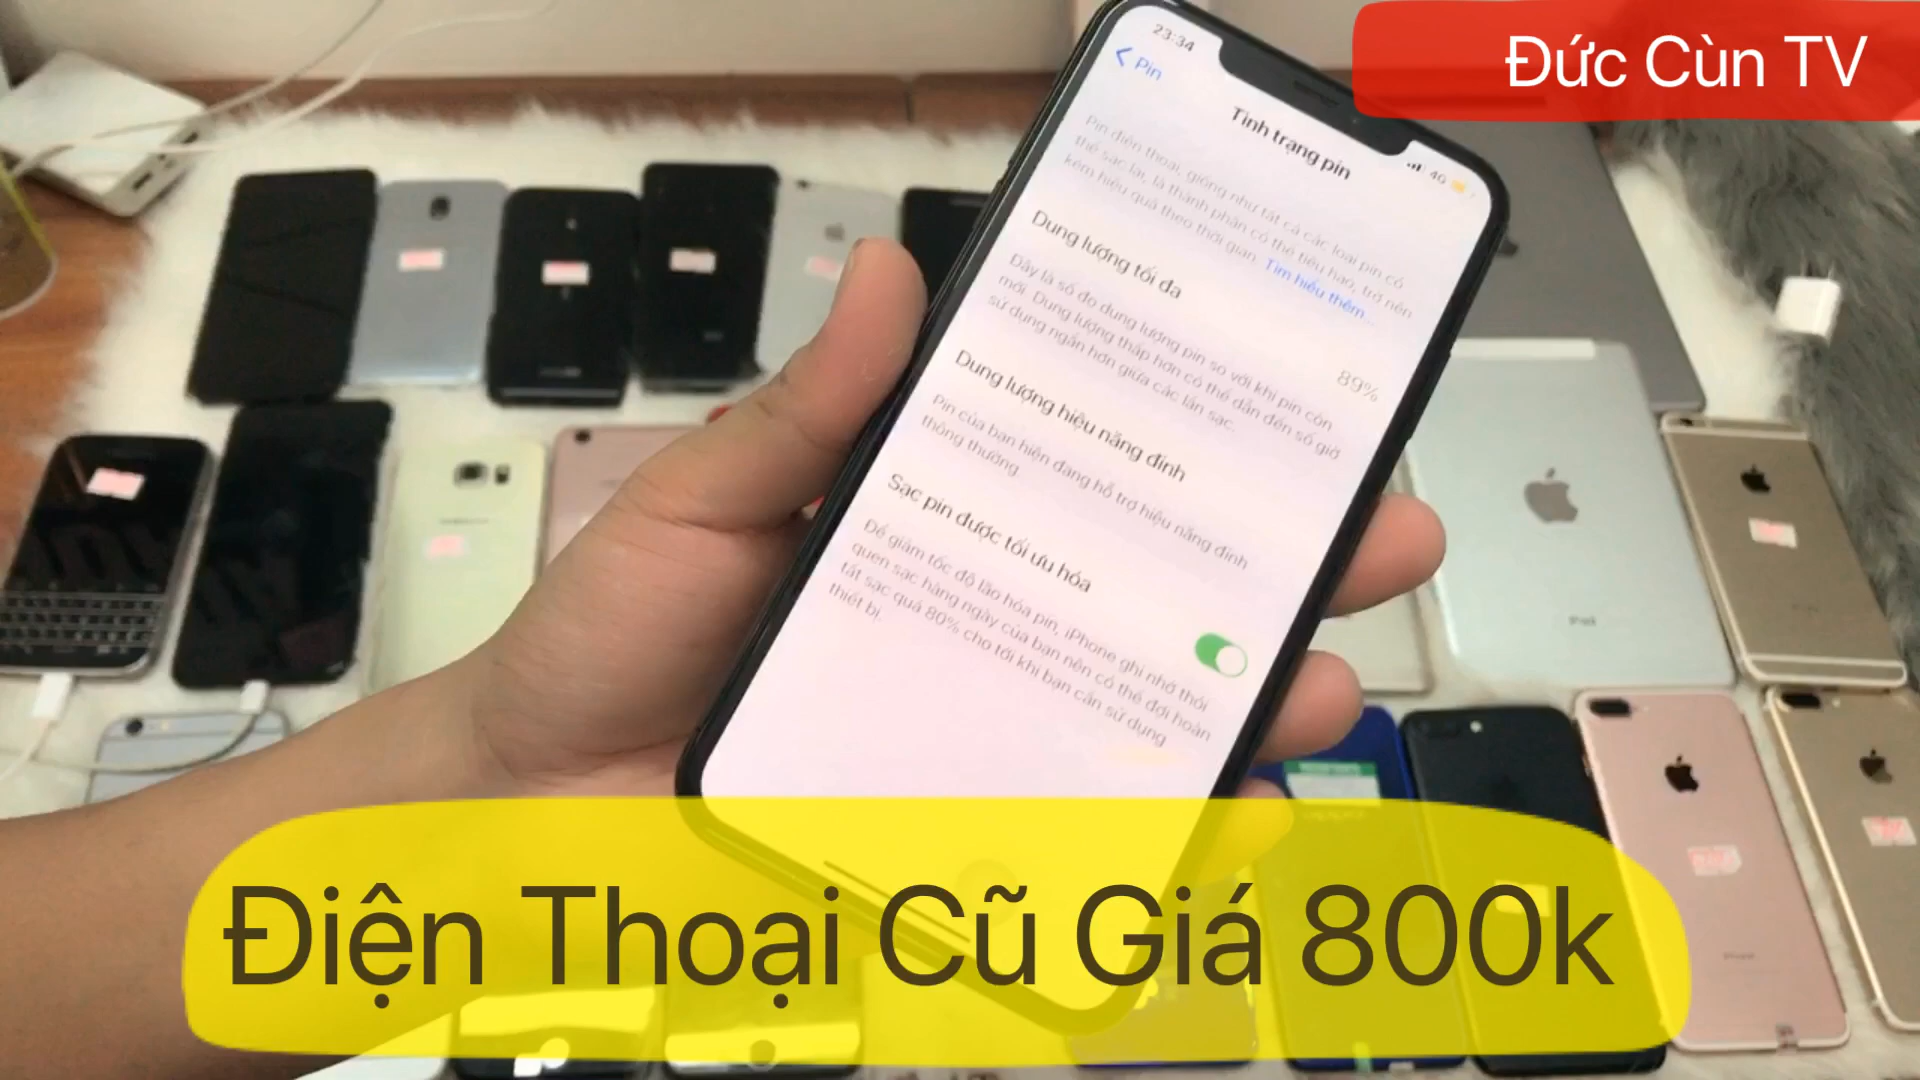 Đức Cùn TV
23:34
4G
Pin
Tình trạng pin
Pin điện thoại, giống như tất cả các loại pin có
thể sạc lại, là thành phần có thể tiêu hao, trở nên
kém hiệu quả theo thời gian. Tìm hiểu thêm...
Dung lượng tối đa
89%
Đây là số đo dung lượng pin so với khi pin còn
mới. Dung lượng thấp hơn có thể dẫn đến số giờ
sử dụng ngắn hơn giữa các lần sạc.
Dung lượng hiệu năng đỉnh
Pin của bạn hiện đang hỗ trợ hiệu năng đỉnh
thông thường.
Sạc pin được tối ưu hóa
Để giảm tốc độ lão hóa pin, iPhone ghi nhớ thói
quen sạc hàng ngày của bạn nên có thể đợi hoàn
tất sạc quá 80% cho tới khi bạn cần sử dụng
thiết bị.
iPad
Điện Thoại Cũ Giá 800k